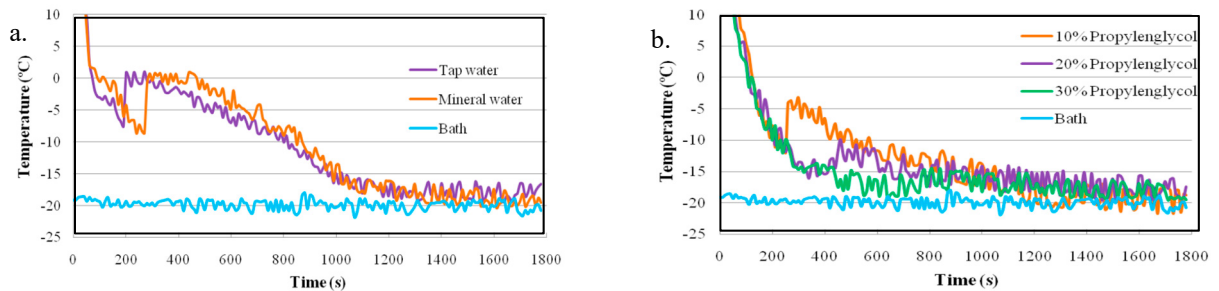 a.
Temperature (ºC)
10
5
0
-5
-10
-15
-20
-25
Tap water
Mineral water
Bath
0 200 400 600 800 1000 1200 1400 1600 1800
Time (s)
b.
Temperature (ºC)
10
5
0
-5
-10
-15
-20
-25
10% Propylenglycol
20% Propylenglycol
30% Propylenglycol
Bath
0 200 400 600 800 1000 1200 1400 1600 1800
Time (s)